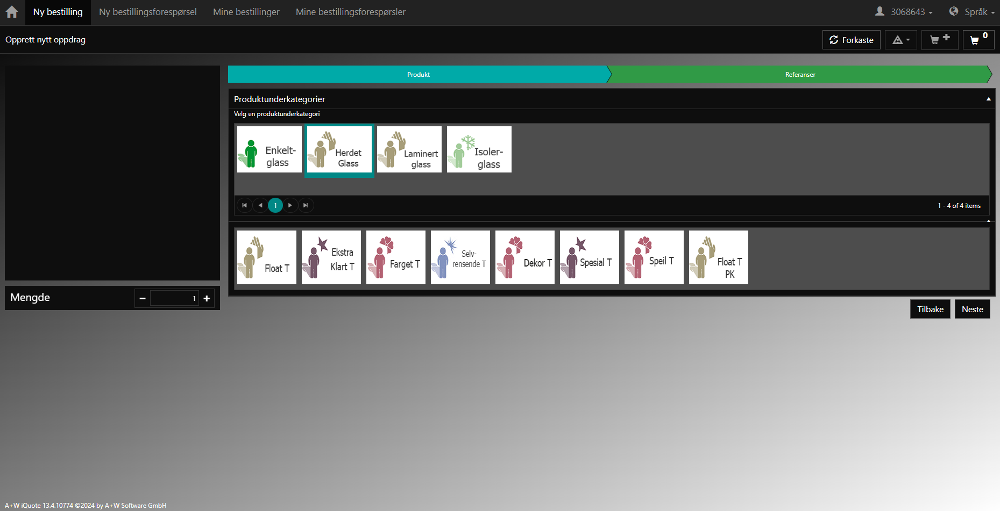 Ny bestilling
Ny bestillingsforespørsel
Mine bestillinger
Mine bestillingsforespørsler
3068643
Språk
Opprett nytt oppdrag
Forkaste
0
Produkt
Referanser
Produktunderkategorier
Velg en produktunderkategori
Enkelt-
glass
Herdet
Glass
Laminert
glass
Isoler-
glass
1
1 - 4 of 4 items
Float T
Ekstra
Klart T
Farget T
Selv-
rensende T
Dekor T
Spesial T
Speil T
Float T
PK
Mengde
1
Tilbake
Neste
A+W iQuote 13.4.10774 ©2024 by A+W Software GmbH